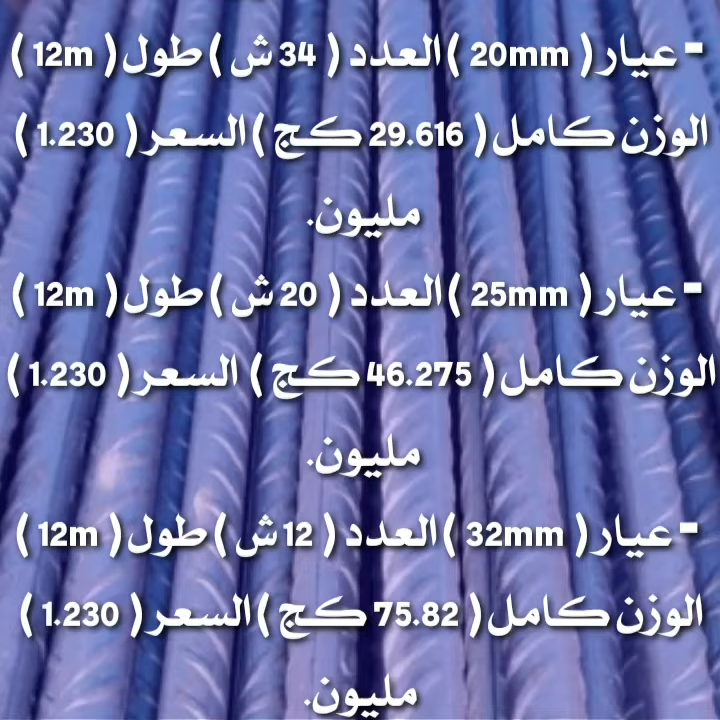 - عيار( 20mm )العدد ( 34 ش )طول( 12m )
الوزن كامل( 29.616 كج )السعر( 1.230 )
مليون.
- عيار( 25mm )العدد ( 20 ش )طول( 12m )
الوزن كامل( 46.275 كج ) السعر( 1.230 )
مليون.
- عيار( 32mm )العدد ( 12 ش )طول( 12m )
الوزن كامل( 75.82 كج )السعر( 1.230 )
مليون.